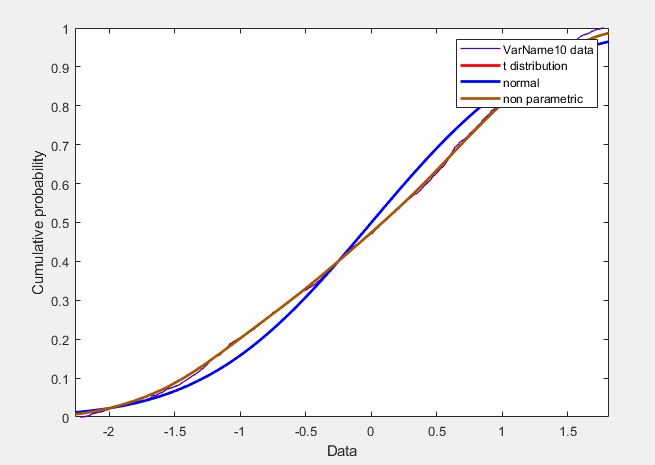 1
0.9
0.8
0.7
0.6
0.5
0.4
0.3
0.2
0.1
0
Cumulative probability
VarName10 data
t distribution
normal
non parametric
-2 -1.5 -1 -0.5 0 0.5 1 1.5
Data